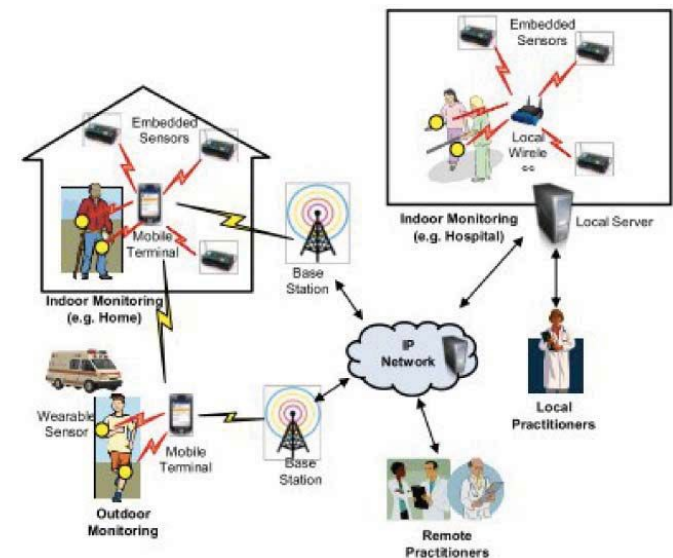 Embedded
Sensors
Mobile
Terminal
Indoor Monitoring
(e.g. Home)
Base
Station
Embedded
Sensors
Local
Wirele
Indoor Monitoring
(e.g. Hospital)
Local Server
IP
Network
Local
Practitioners
Wearable
Sensor
Mobile
Terminal
Base
Station
Outdoor
Monitoring
Remote
Practitioners